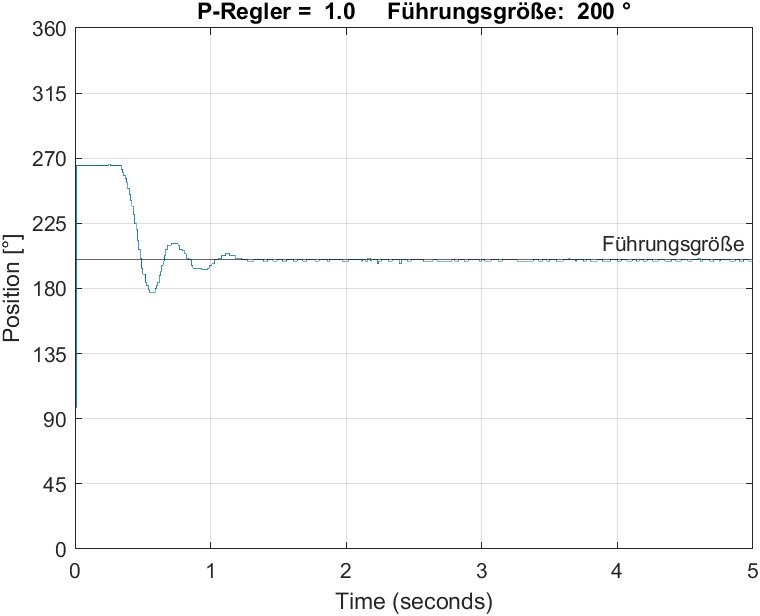 P-Regler = 1.0 Führungsgröße: 200 °
360
315
270
225
180
135
90
45
0
Position [°]
Führungsgröße
0 1 2 3 4 5
Time (seconds)